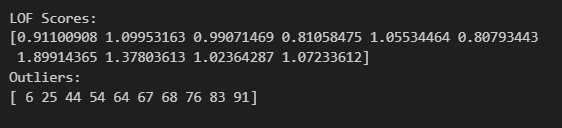 LOF Scores:
[0.91100908 1.09953163 0.99071469 0.81058475 1.05534464 0.80793443
 1.89914365 1.37803613 1.02364287 1.07233612]
Outliers:
[ 6 25 44 54 64 67 68 76 83 91]